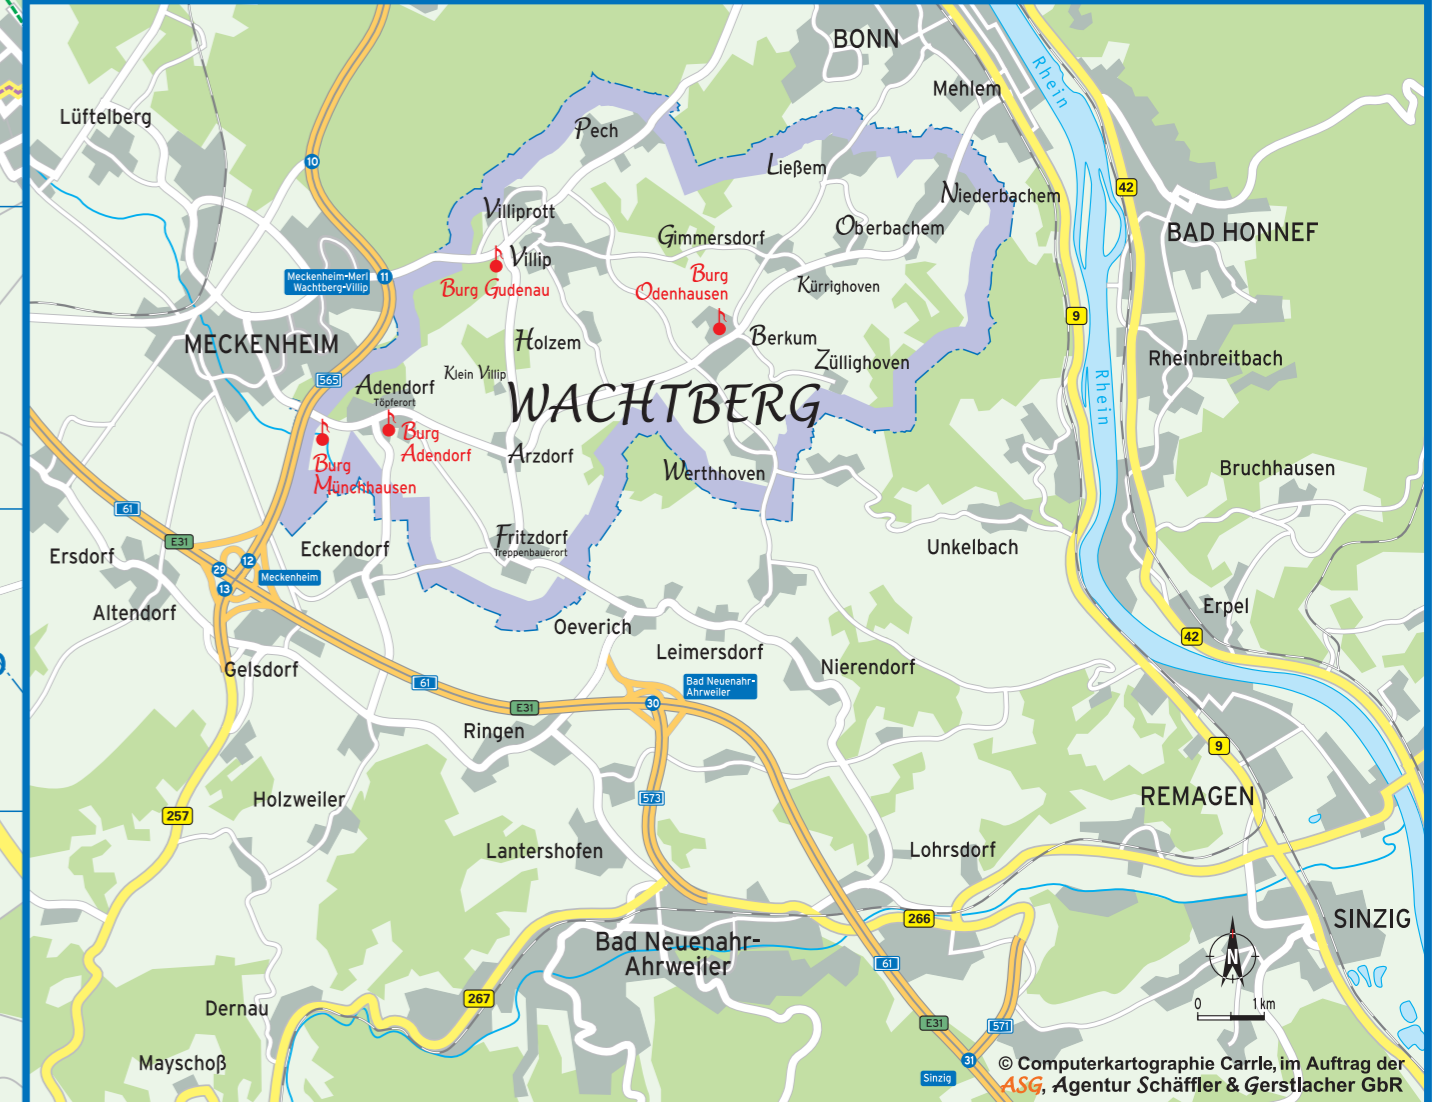 BONN
Rhein
Mehlem
Lüftelberg
Pech
Ließem
10
42
Niederbachem
Villiprott
Oberbachem
BAD HONNEF
Gimmersdorf
Villip
Meckenheim-Merl
Wachtberg-Villip
11
Burg Gudenau
Burg
Odenhausen
Kürrighoven
9
MECKENHEIM
Holzem
Berkum
Züllighoven
Rheinbreitbach
565
Adendorf
Töpferort
Klein Villip
WACHTBERG
Rhein
Burg
Adendorf
Arzdorf
Burg
Münchhausen
Werthhoven
Bruchhausen
61
E31
Fritzdorf
Treppenbauerort
Unkelbach
Ersdorf
Eckendorf
12
29
13
Meckenheim
Altendorf
Erpel
Oeverich
42
Leimersdorf
Nierendorf
Gelsdorf
61
E31
Bad Neuenahr-
Ahrweiler
30
Ringen
9
Holzweiler
573
REMAGEN
257
Lantershofen
Lohrsdorf
266
SINZIG
Bad Neuenahr-
Ahrweiler
N
61
267
Dernau
0 1 km
E31
571
Mayschoß
31
Sinzig
© Computerkartographie Carrle, im Auftrag der
ASG, Agentur Schäffler & Gerstlacher GbR